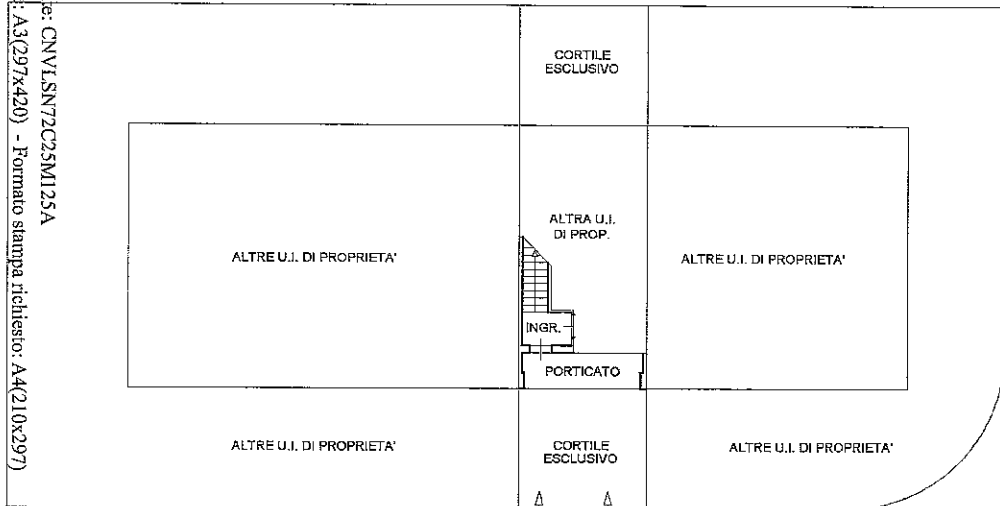 te: CNVLSN72C25M125A
: A3(297x420) - Formato stampa richiesto: A4(210x297)
CORTILE
ESCLUSIVO
ALTRE U.I. DI PROPRIETA'
ALTRA U.I.
DI PROP.
ALTRE U.I. DI PROPRIETA'
INGR.
PORTICATO
ALTRE U.I. DI PROPRIETA'
CORTILE
ESCLUSIVO
ALTRE U.I. DI PROPRIETA'